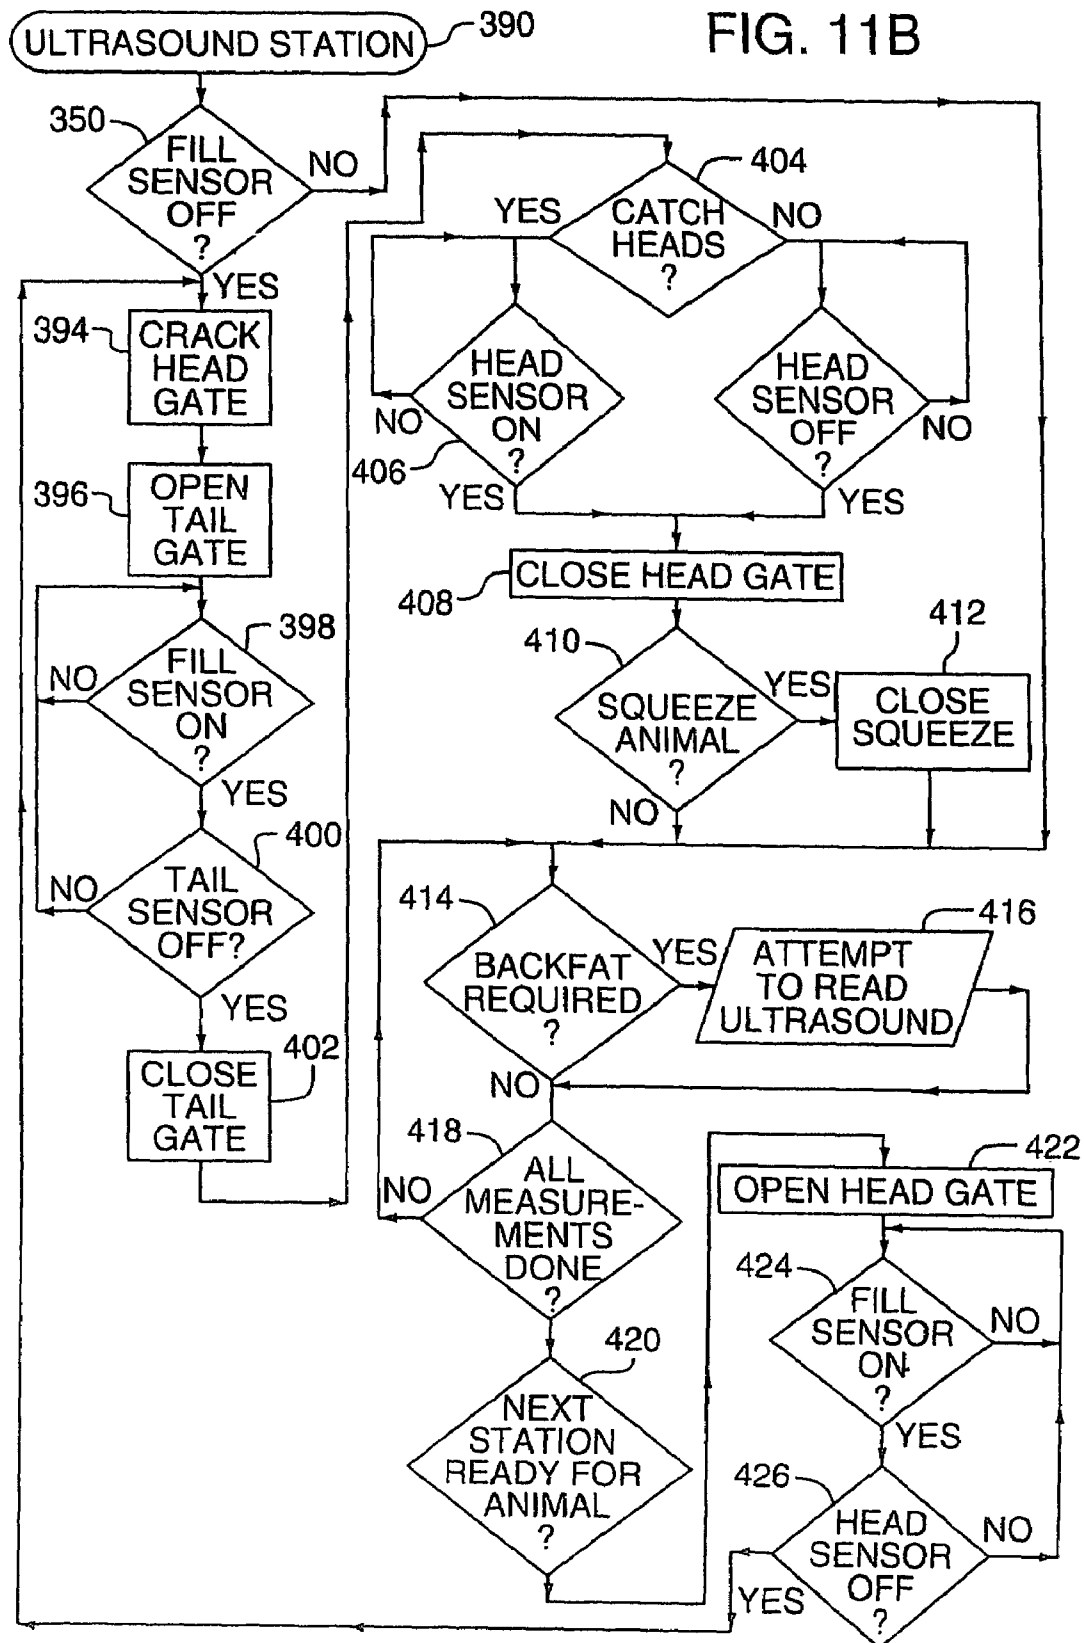 FIG. 11B
ULTRASOUND STATION
390
350
FILL
SENSOR
OFF
?
NO
YES
394
CRACK
HEAD
GATE
396
OPEN
TAIL
GATE
398
FILL
SENSOR
ON
?
NO
YES
400
TAIL
SENSOR
OFF?
NO
YES
402
CLOSE
TAIL
GATE
404
CATCH
HEADS
?
YES
NO
HEAD
SENSOR
ON
?
NO
406
YES
HEAD
SENSOR
OFF
?
NO
YES
CLOSE HEAD GATE
408
410
SQUEEZE
ANIMAL
?
YES
NO
412
CLOSE
SQUEEZE
414
BACKFAT
REQUIRED
?
YES
NO
416
ATTEMPT
TO READ
ULTRASOUND
418
ALL
MEASURE-
MENTS
DONE
?
NO
420
NEXT
STATION
READY FOR
ANIMAL
?
422
OPEN HEAD GATE
424
FILL
SENSOR
ON
?
NO
YES
426
HEAD
SENSOR
OFF
?
NO
YES